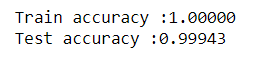 Train accuracy :1.00000
Test accuracy :0.99943